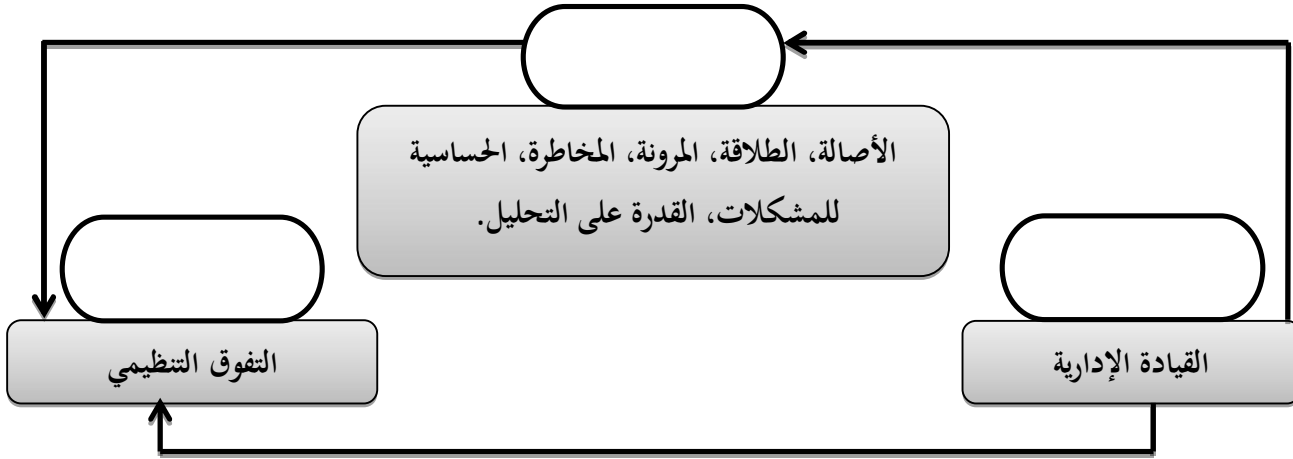 الأصالة، الطلاقة، المرونة، المخاطرة، الحساسية
للمشكلات، القدرة على التحليل.
القيادة الإدارية
التفوق التنظيمي